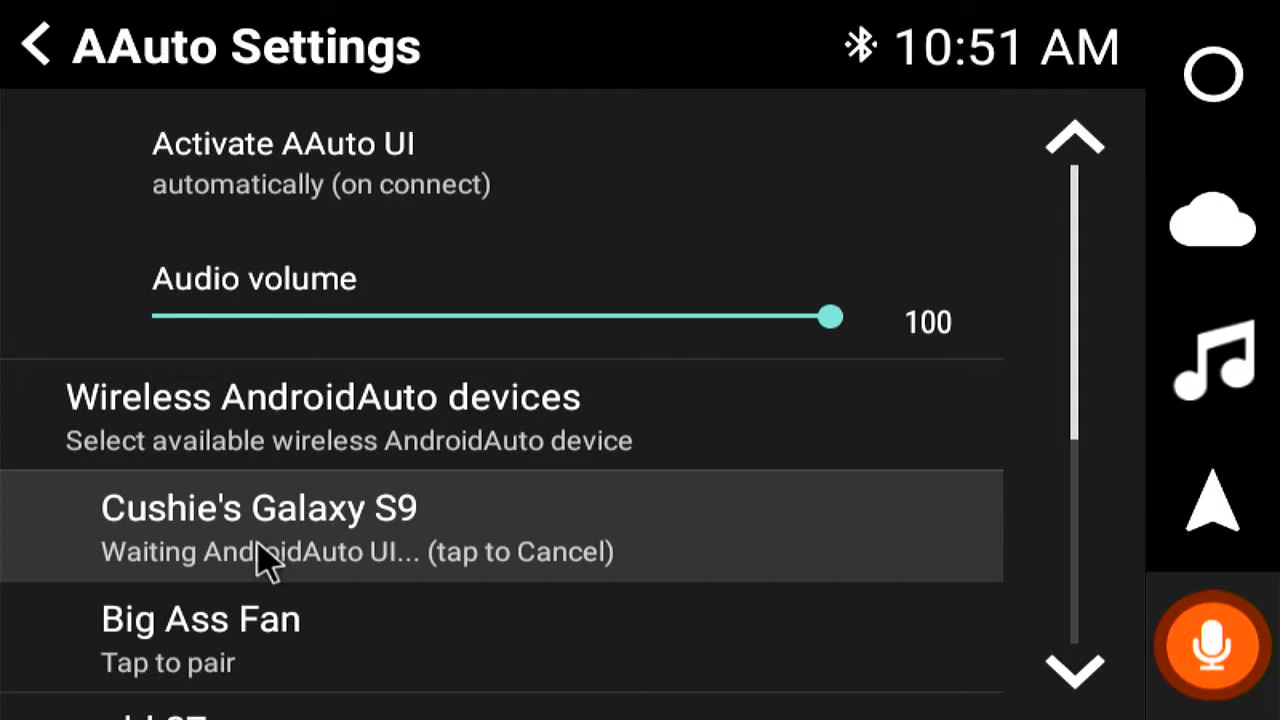 AAuto Settings
10:51 AM
Activate AAuto UI
automatically (on connect)
Audio volume
100
Wireless AndroidAuto devices
Select available wireless AndroidAuto device
Cushie's Galaxy S9
Waiting AndroidAuto UI... (tap to Cancel)
Big Ass Fan
Tap to pair